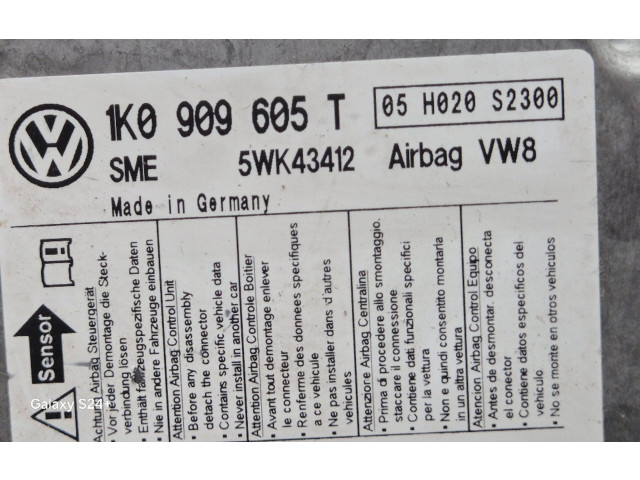 1K0 909 605 T
05 H020 S2300
SME 5WK43412 Airbag VW8
Made in Germany
Sensor
Achtung Airbag Steuergerät
• Vor jeder Demontage die Steck-
verbindung lösen
• Enthält fahrzeugspezifische Daten
• Nie in andere Fahrzeuge einbauen
Attention Airbag Control Unit
• Before any disassembly
detach the connector
• Contains specific vehicle data
• Never install in another car
Attention Airbag Controle Boitier
• Avant tout demontage enlever
le connecteur
• Renferme des données specifiques
a ce vehicule
• Ne pas installer dans d'autres
vehicules
Attenzione Airbag Centralina
• Prima di procedere allo smontaggio.
staccare il connessione
• Contiene dati funzionali specifici
per la vettura
• Non e quindi consentito montarla
in un altra vettura
Atencion Airbag Control Equipo
• Antes de desmontar, desconecta
el conector
• Contiene datos especificos del
vehiculo
• No se monte en otros vehiculos
Galaxy S24